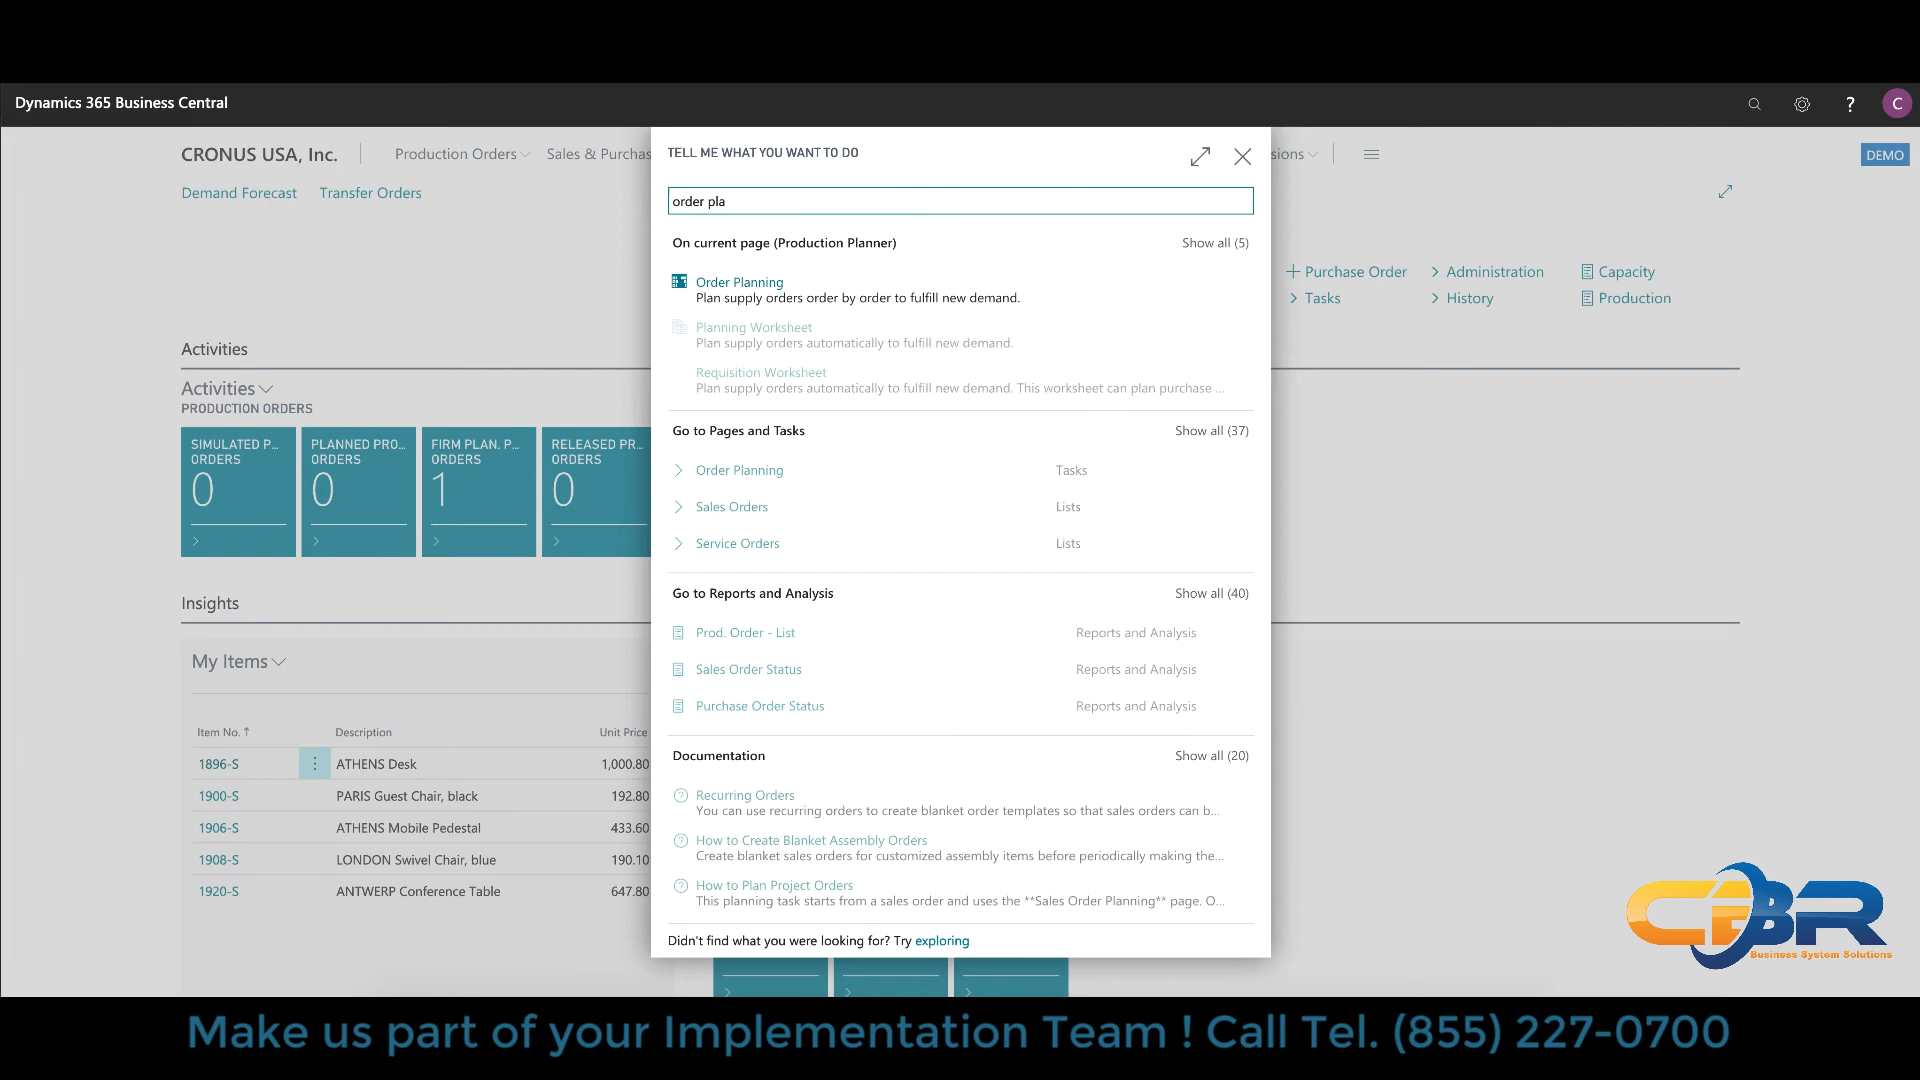 Dynamics 365 Business Central
?
C
CRONUS USA, Inc.
Production Orders
Sales & Purchas
sions
DEMO
Demand Forecast
Transfer Orders
TELL ME WHAT YOU WANT TO DO
order pla
On current page (Production Planner)
Show all (5)
Order Planning
Plan supply orders order by order to fulfill new demand.
Planning Worksheet
Plan supply orders automatically to fulfill new demand.
Requisition Worksheet
Plan supply orders automatically to fulfill new demand. This worksheet can plan purchase ...
Go to Pages and Tasks
Show all (37)
Order Planning
Tasks
Sales Orders
Lists
Service Orders
Lists
Go to Reports and Analysis
Show all (40)
Prod. Order - List
Reports and Analysis
Sales Order Status
Reports and Analysis
Purchase Order Status
Reports and Analysis
Documentation
Show all (20)
Recurring Orders
You can use recurring orders to create blanket order templates so that sales orders can b...
How to Create Blanket Assembly Orders
Create blanket sales orders for customized assembly items before periodically making the...
How to Plan Project Orders
This planning task starts from a sales order and uses the **Sales Order Planning** page. O...
Didn't find what you were looking for? Try exploring
+ Purchase Order
> Administration
Capacity
> Tasks
> History
Production
Activities
Activities
PRODUCTION ORDERS
SIMULATED P...
ORDERS
0
PLANNED PRO...
ORDERS
0
FIRM PLAN. P...
ORDERS
1
RELEASED PR...
ORDERS
0
Insights
My Items
Item No. ↑
Description
Unit Price
1896-S
ATHENS Desk
1,000.80
1900-S
PARIS Guest Chair, black
192.80
1906-S
ATHENS Mobile Pedestal
433.60
1908-S
LONDON Swivel Chair, blue
190.10
1920-S
ANTWERP Conference Table
647.80
CFBR
Business System Solutions
Make us part of your Implementation Team ! Call Tel. (855) 227-0700